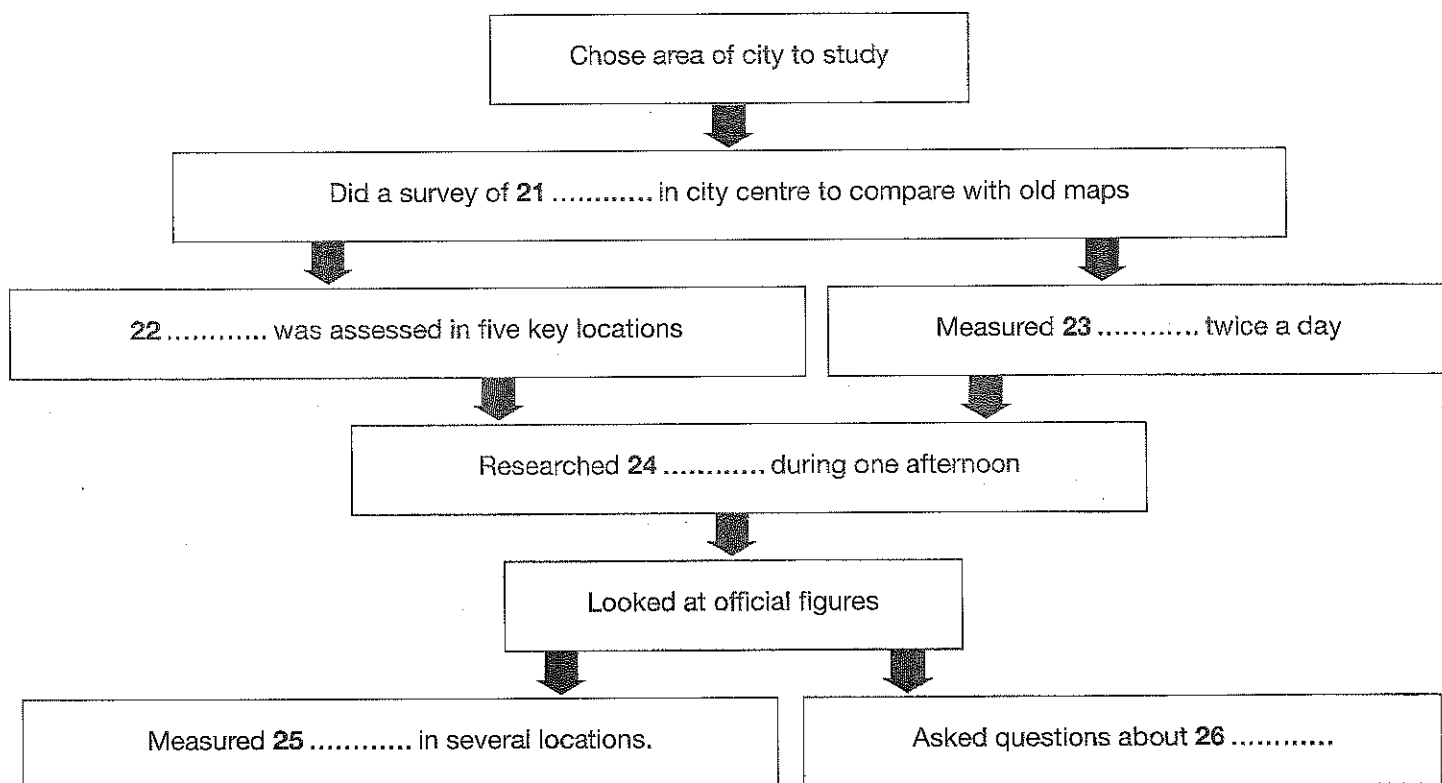 Chose area of city to study
Did a survey of 21 ............ in city centre to compare with old maps
22 ............ was assessed in five key locations
Measured 23 ............ twice a day
Researched 24 ............ during one afternoon
Looked at official figures
Measured 25 ............ in several locations.
Asked questions about 26 ............